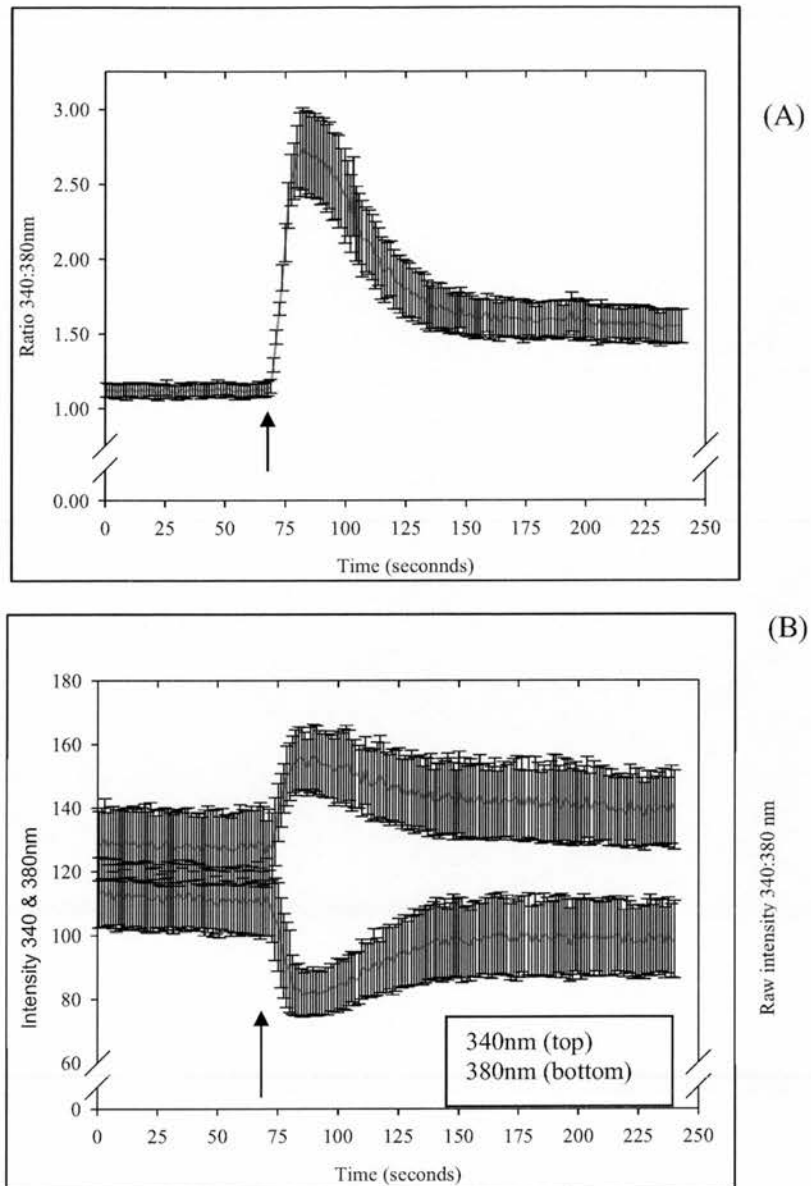 (A)
Ratio 340:380nm
3.00
2.50
2.00
1.50
1.00
0.00
0 25 50 75 100 125 150 175 200 225 250
Time (seconnds)
(B)
Intensity 340 & 380nm
180
160
140
120
100
80
60
0
340nm (top)
380nm (bottom)
0 25 50 75 100 125 150 175 200 225 250
Time (seconds)
Raw intensity 340:380 nm